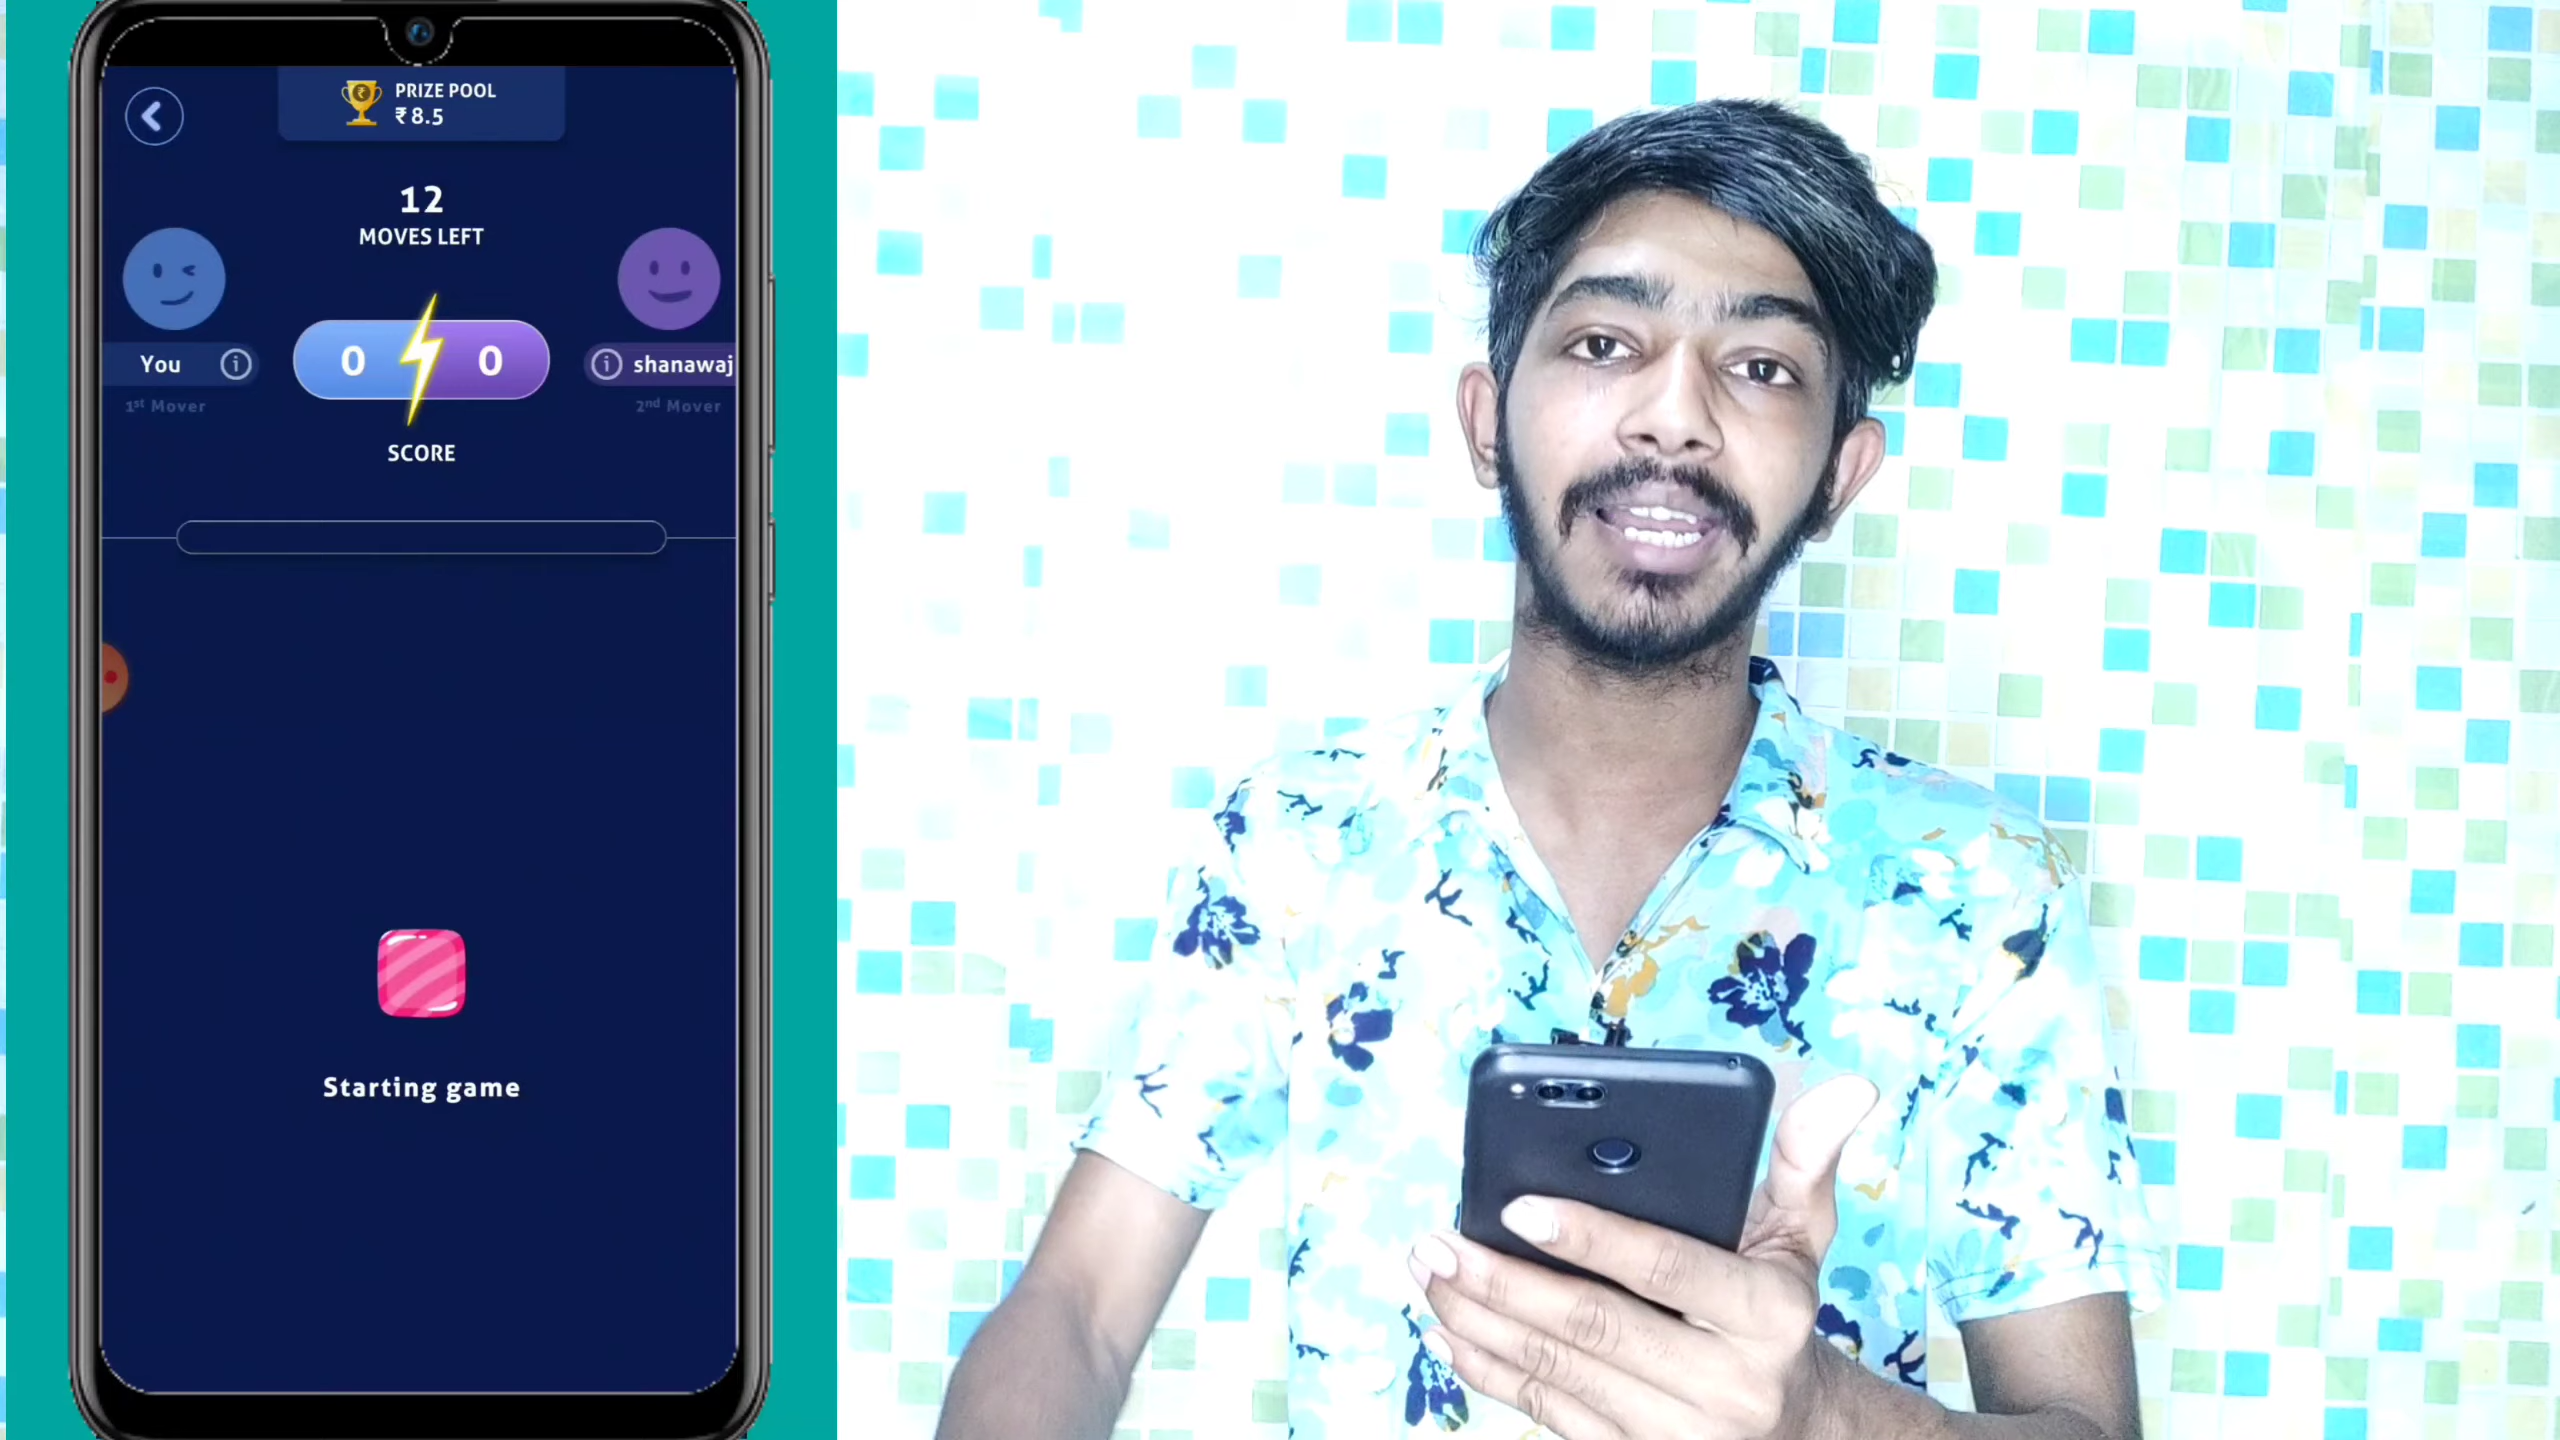 PRIZE POOL
₹ 8.5
12
MOVES LEFT
0 0
You
shanawaj
1st Mover
2nd Mover
SCORE
Starting game